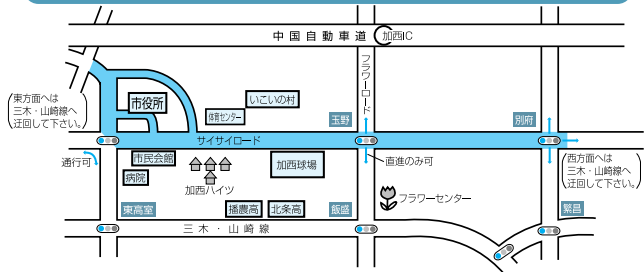 中国自動車道
加西IC
フラワーロード
東方面へは
三木・山崎線へ
迂回して下さい。
市役所
いこいの村
体育センター
玉野
別府
サイサイロード
通行可
市民会館
病院
加西ハイツ
加西球場
直進のみ可
西方面へは
三木・山崎線へ
迂回して下さい。
フラワーセンター
東高室
播農高
北条高
飯盛
繁昌
三木・山崎線